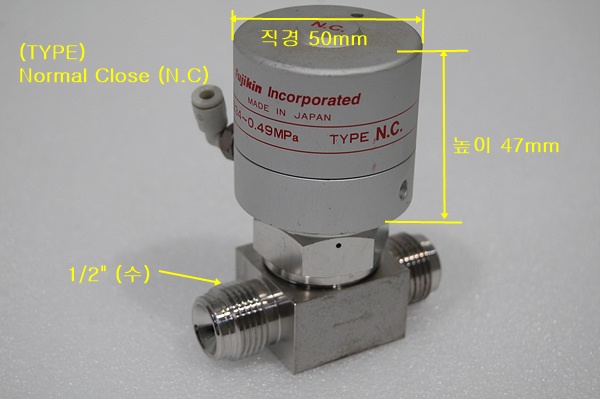 N.C.
직경 50mm
(TYPE)
Normal Close (N.C)
Fujikin Incorporated
MADE IN JAPAN
4~0.49MPa TYPE N.C.
높이 47mm
1/2" (수)